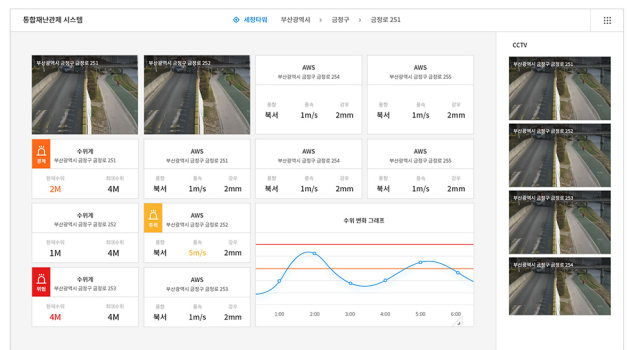 통합재난관제 시스템
세정타워 부산광역시 > 금정구 > 금정로 251
CCTV
부산광역시 금정구 금정로 251
부산광역시 금정구 금정로 252
AWS
부산광역시 금정구 금정로 254
풍향 풍속 강우
북서 1m/s 2mm
AWS
부산광역시 금정구 금정로 255
풍향 풍속 강우
북서 1m/s 2mm
경계
수위계
부산광역시 금정구 금정로 251
현재수위 최대수위
2M 4M
AWS
부산광역시 금정구 금정로 251
풍향 풍속 강우
북서 1m/s 2mm
AWS
부산광역시 금정구 금정로 254
풍향 풍속 강우
북서 1m/s 2mm
AWS
부산광역시 금정구 금정로 255
풍향 풍속 강우
북서 1m/s 2mm
수위계
부산광역시 금정구 금정로 252
현재수위 최대수위
1M 4M
주의
AWS
부산광역시 금정구 금정로 252
풍향 풍속 강우
북서 5m/s 2mm
위험
수위계
부산광역시 금정구 금정로 253
현재수위 최대수위
4M 4M
AWS
부산광역시 금정구 금정로 253
풍향 풍속 강우
북서 1m/s 2mm
수위 변화 그래프
1:00 2:00 3:00 4:00 5:00 6:00
부산광역시 금정구 금정로 251
부산광역시 금정구 금정로 252
부산광역시 금정구 금정로 253
부산광역시 금정구 금정로 254